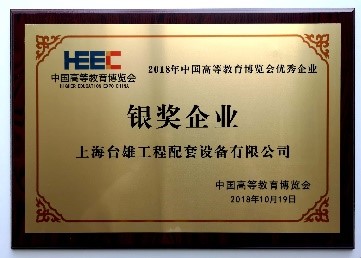 HEEC
中国高等教育博览会
HIGHER EDUCATION EXPO CHINA
2018年中国高等教育博览会优秀企业
银奖企业
上海台雄工程配套设备有限公司
中国高等教育博览会
2018年10月19日